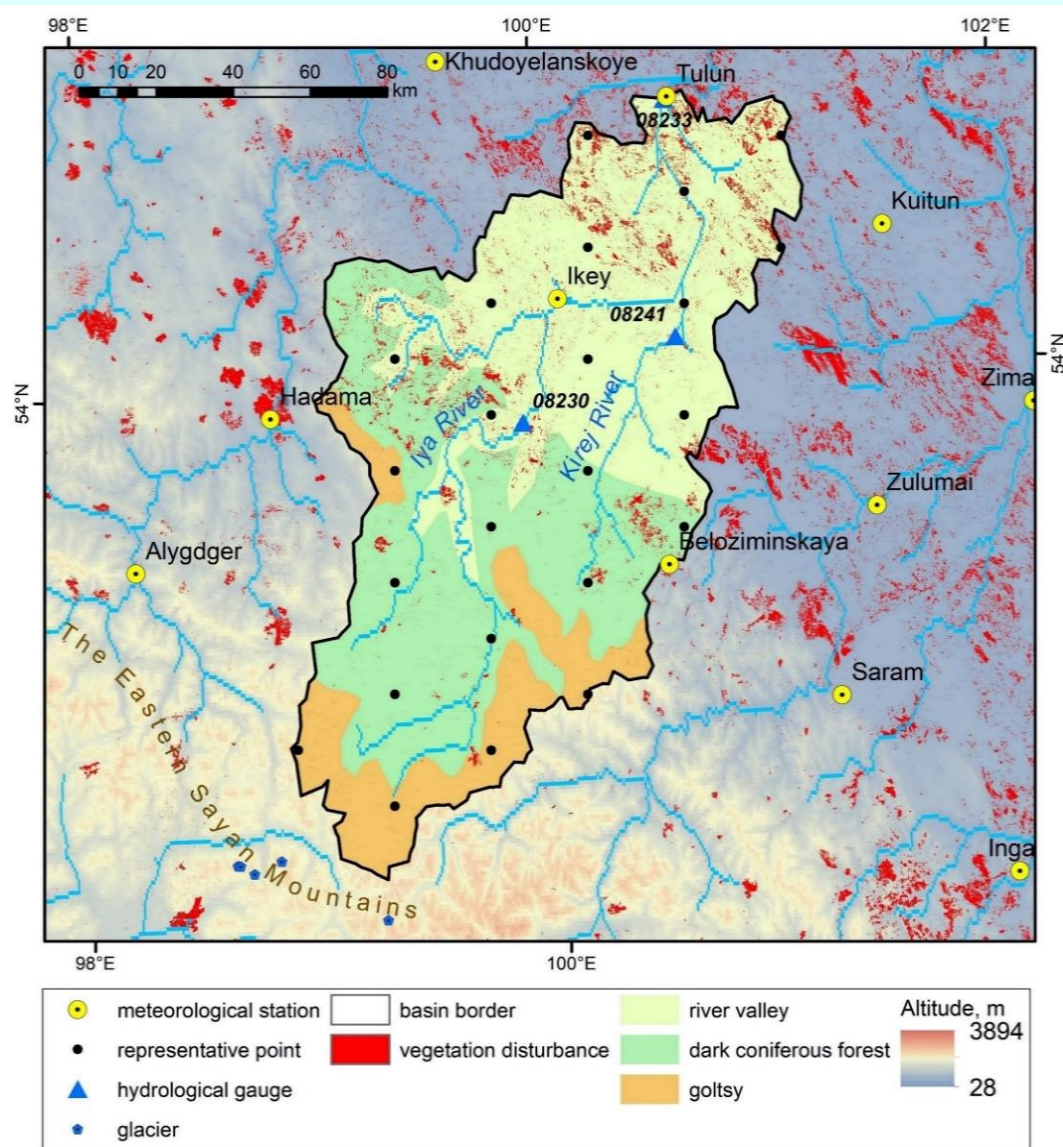 98°E 100°E 102°E
Khudoyelanskoye
0 10 20 40 60 80
km
Tulun
08233
Kuitun
Ikey
08241
54°N
Zima
54°N
Hadama
08230
Iya River
Kirej River
Zulumai
Beloziminskaya
Alygdger
The Eastern Sayan Mountains
Saram
Inga
98°E 100°E
meteorological station
representative point
hydrological gauge
glacier
basin border
vegetation disturbance
river valley
dark coniferous forest
goltsy
Altitude, m
3894
28